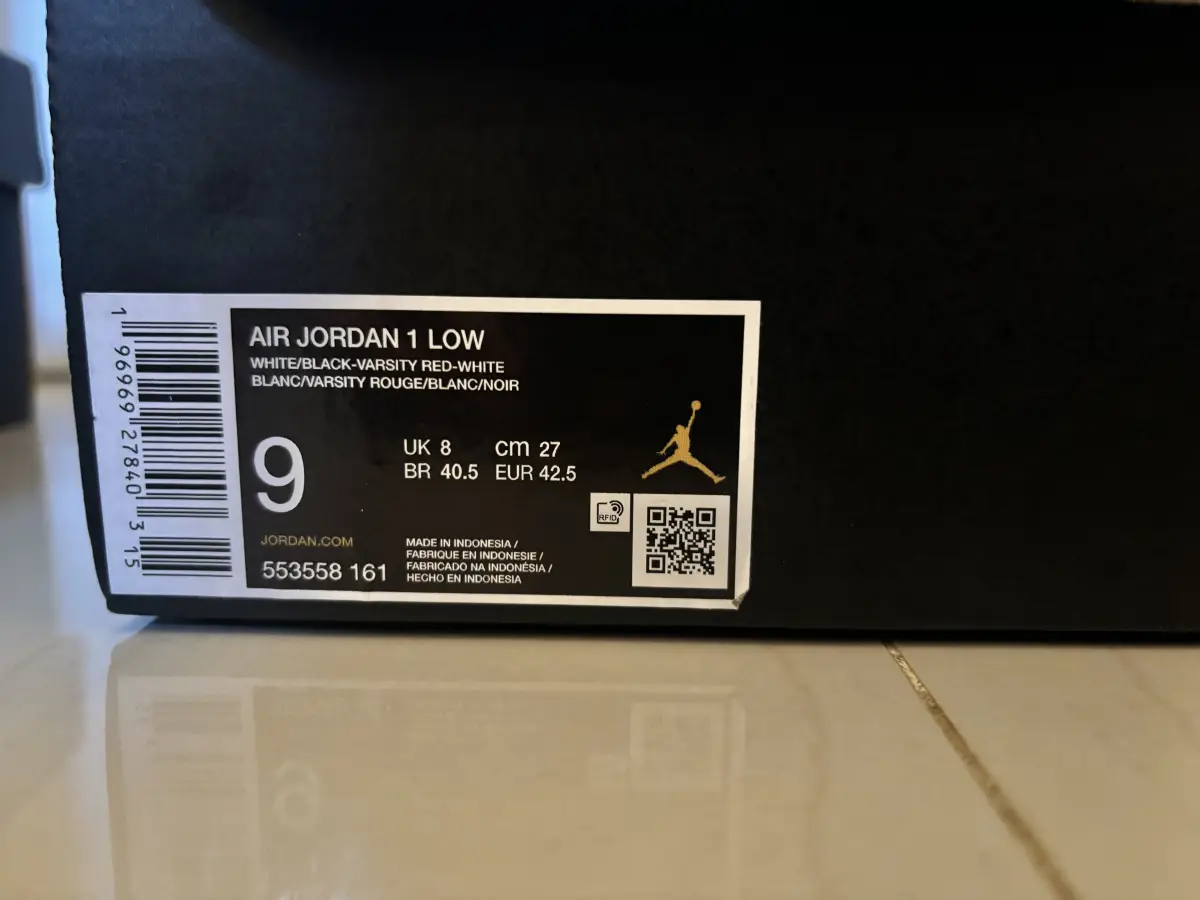 AIR JORDAN 1 LOW
WHITE/BLACK-VARSITY RED-WHITE
BLANC/VARSITY ROUGE/BLANC/NOIR
9
UK 8 cm 27
BR 40.5 EUR 42.5
RFID
JORDAN.COM
553558 161
MADE IN INDONESIA /
FABRIQUE EN INDONESIE /
FABRICADO NA INDONÉSIA /
HECHO EN INDONESIA
1 96969 27840 3 15